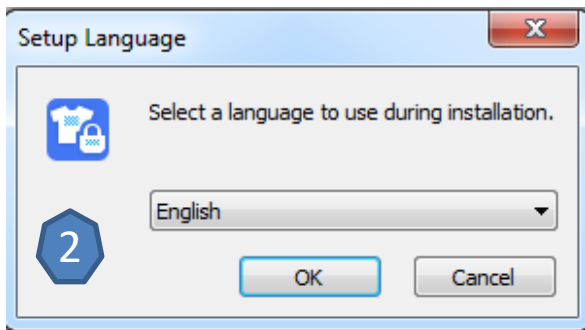 Setup Language
Select a language to use during installation.
English
2
OK
Cancel